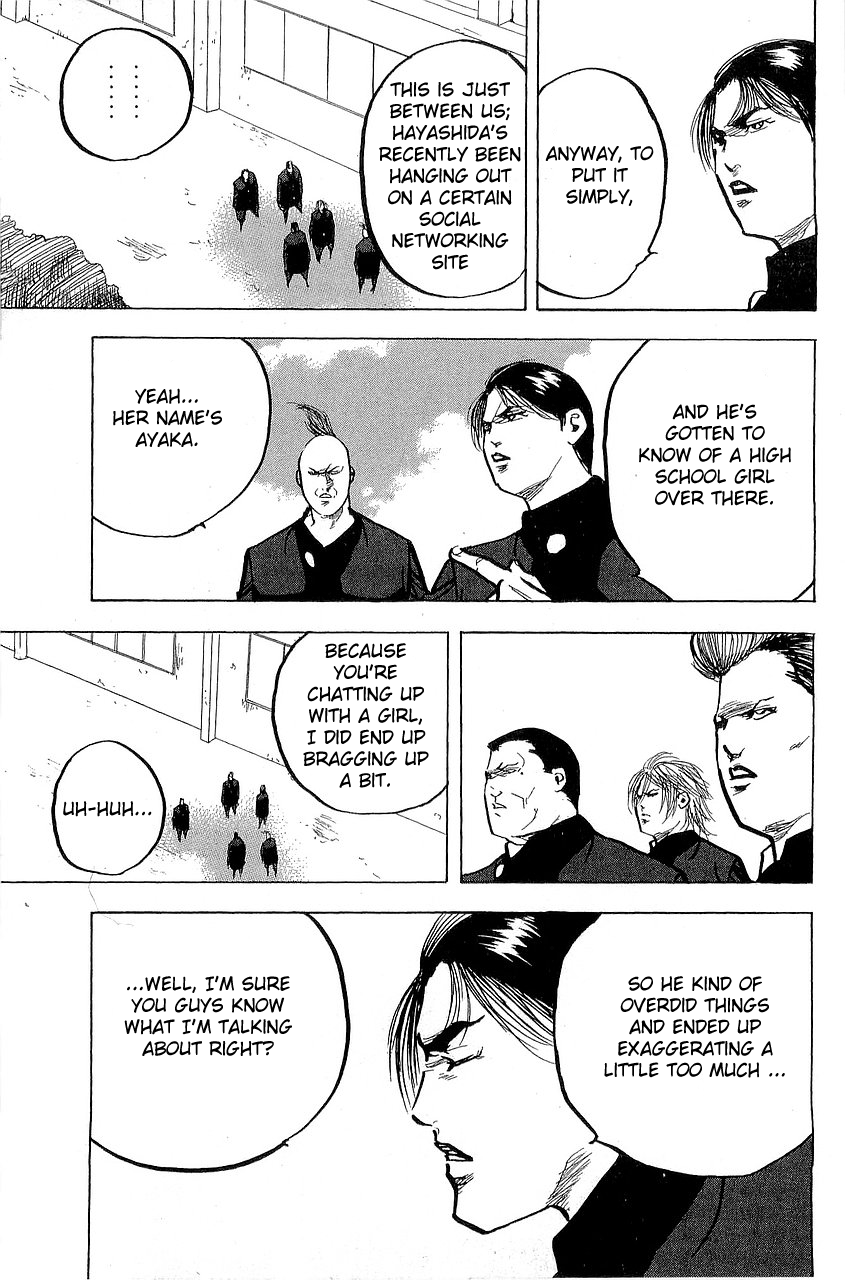 ANYWAY, TO
PUT IT
SIMPLY,
THIS IS JUST
BETWEEN US;
HAYASHIDA'S
RECENTLY BEEN
HANGING OUT
ON A CERTAIN
SOCIAL
NETWORKING
SITE
......
......
AND HE'S
GOTTEN TO
KNOW OF A HIGH
SCHOOL GIRL
OVER THERE.
YEAH...
HER NAME'S
AYAKA.
BECAUSE
YOU'RE
CHATTING UP
WITH A GIRL,
I DID END UP
BRAGGING UP
A BIT.
UH-HUH...
SO HE KIND OF
OVERDID THINGS
AND ENDED UP
EXAGGERATING A
LITTLE TOO MUCH ...
...WELL, I'M SURE
YOU GUYS KNOW
WHAT I'M TALKING
ABOUT RIGHT?